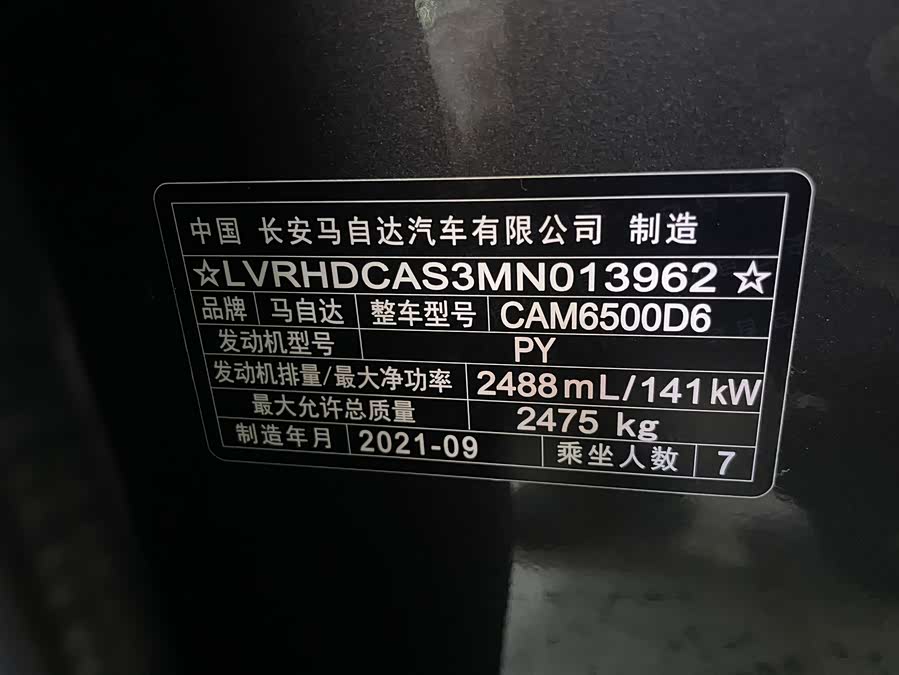 中国 长安马自达汽车有限公司 制造
☆LVRHDCAS3MN013962☆
品牌 马自达 整车型号 CAM6500D6
发动机型号 PY
发动机排量/最大净功率 2488mL/141kW
最大允许总质量 2475 kg
制造年月 2021-09 乘坐人数 7